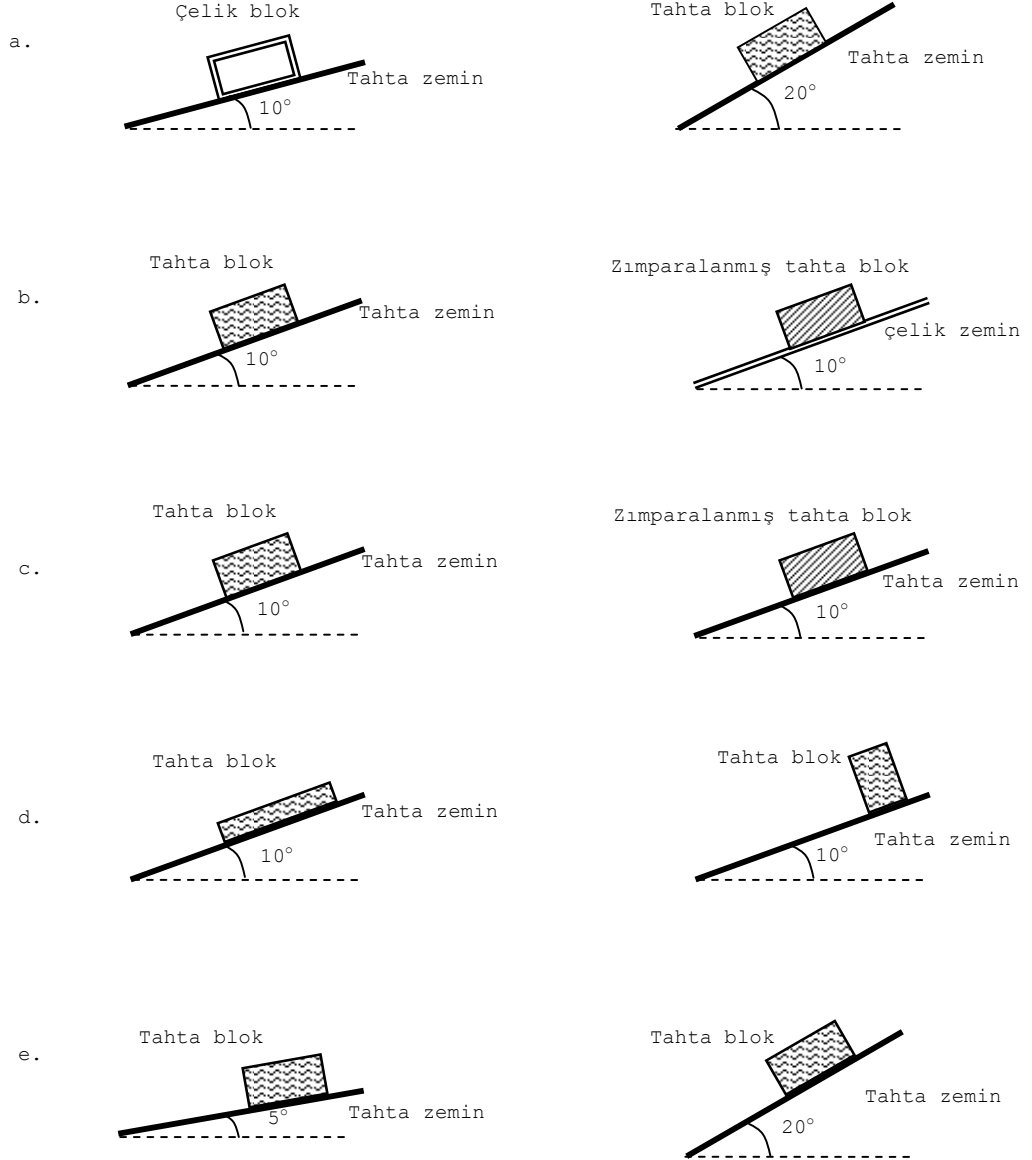 Çelik blok
Tahta blok
a.
Tahta zemin
Tahta zemin
10°
20°
Tahta blok
Zımparalanmış tahta blok
b.
Tahta zemin
çelik zemin
10°
10°
Tahta blok
Zımparalanmış tahta blok
c.
Tahta zemin
Tahta zemin
10°
10°
Tahta blok
Tahta blok
d.
Tahta zemin
Tahta zemin
10°
10°
Tahta blok
Tahta blok
e.
Tahta zemin
Tahta zemin
5°
20°